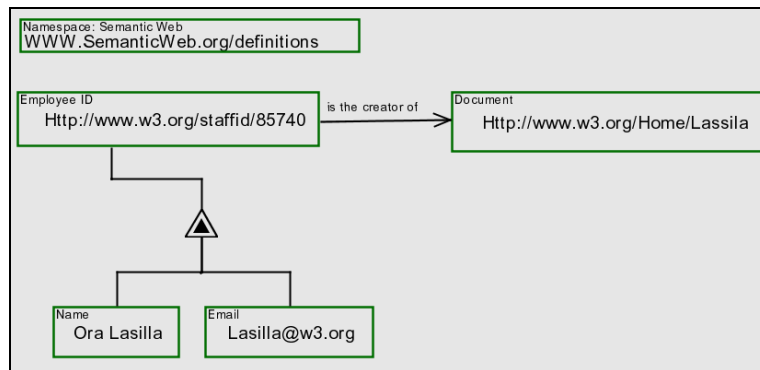 Namespace: Semantic Web
WWW.SemanticWeb.org/definitions
Employee ID
Http://www.w3.org/staffid/85740
is the creator of
Document
Http://www.w3.org/Home/Lassila
Name
Ora Lasilla
Email
Lasilla@w3.org